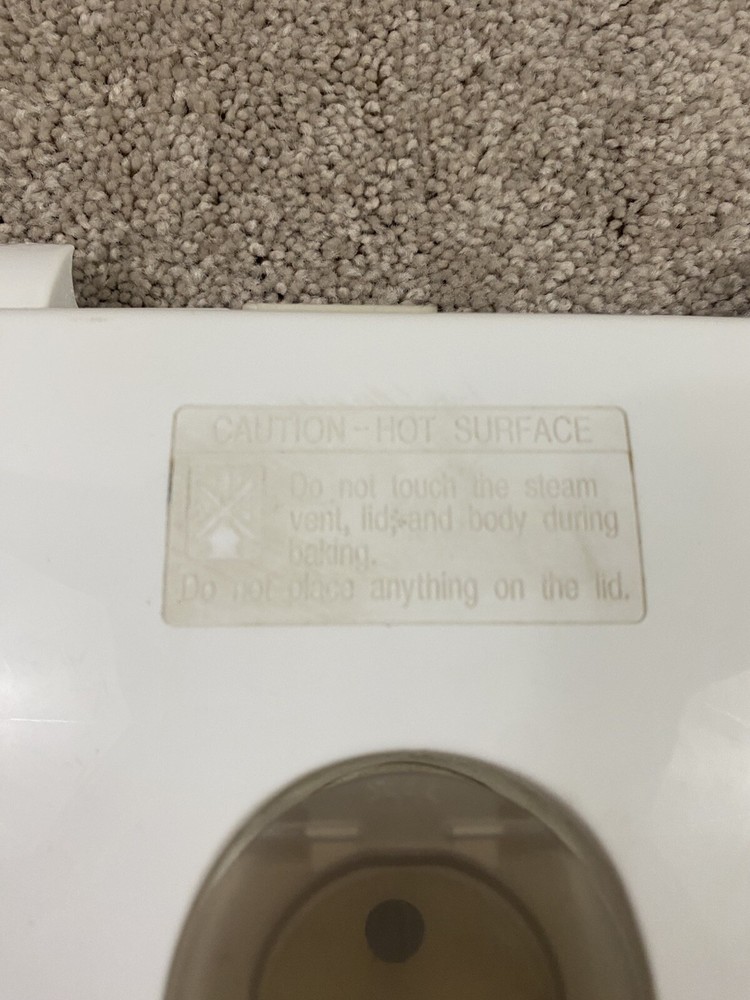 CAUTION - HOT SURFACE
Do not touch the steam
vent, lid, and body during
baking.
Do not place anything on the lid.